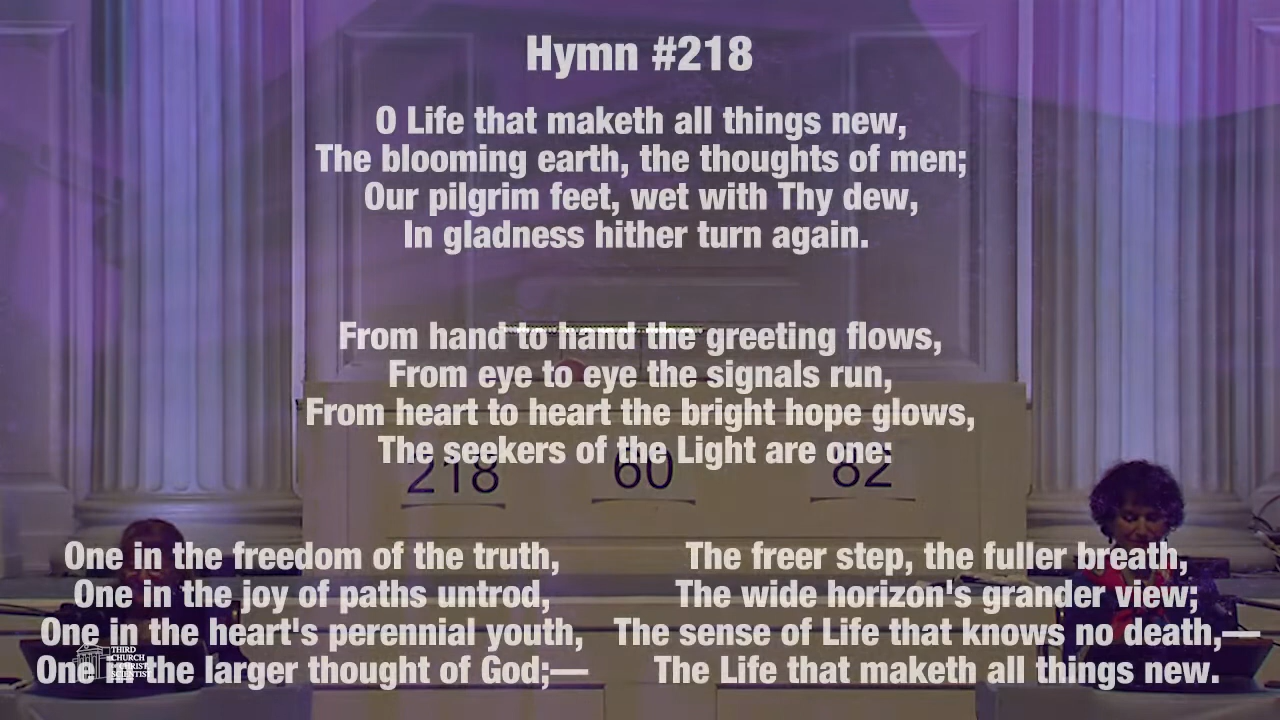 Hymn #218
O Life that maketh all things new,
The blooming earth, the thoughts of men;
Our pilgrim feet, wet with Thy dew,
In gladness hither turn again.
From hand to hand the greeting flows,
From eye to eye the signals run,
From heart to heart the bright hope glows,
The seekers of the Light are one:
218 60 82
One in the freedom of the truth,
One in the joy of paths untrod,
One in the heart's perennial youth,
One in the larger thought of God;—
The freer step, the fuller breath,
The wide horizon's grander view;
The sense of Life that knows no death,—
The Life that maketh all things new.
THIRD
CHURCH
OF CHRIST,
SCIENTIST